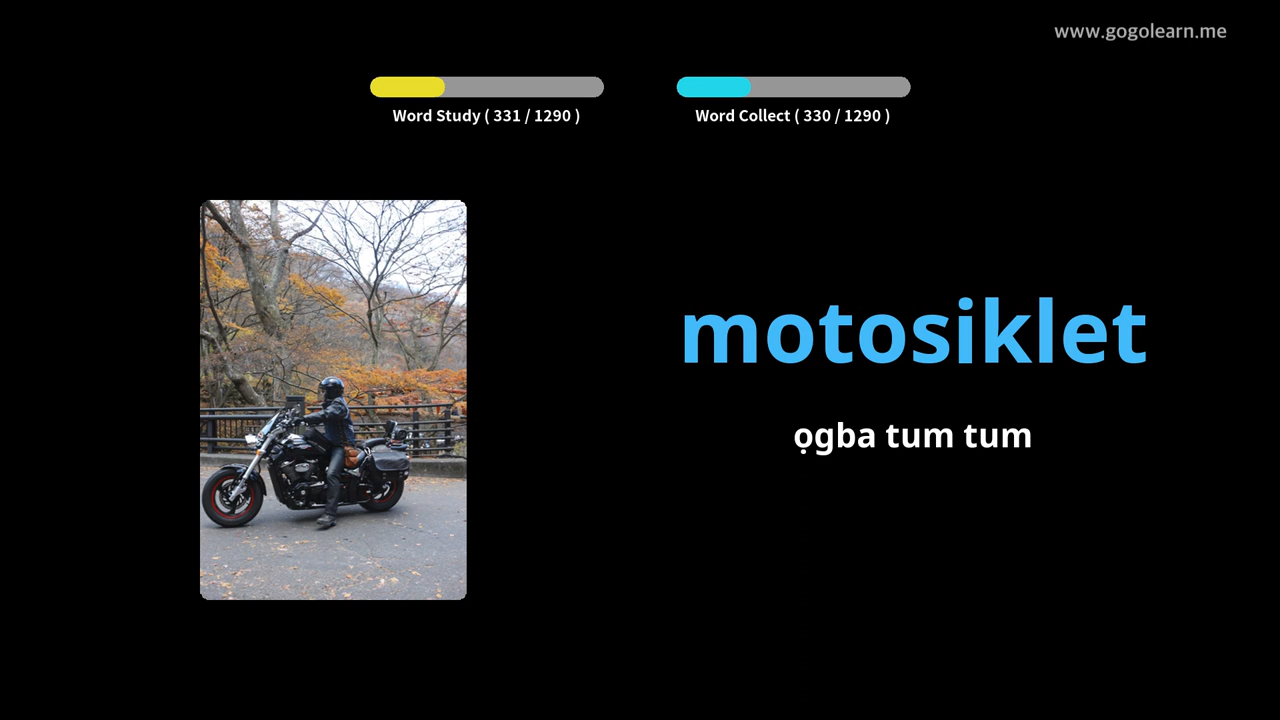 www.gogolearn.me
Word Study ( 331 / 1290 )
Word Collect ( 330 / 1290 )
motosiklet
ọgba tum tum